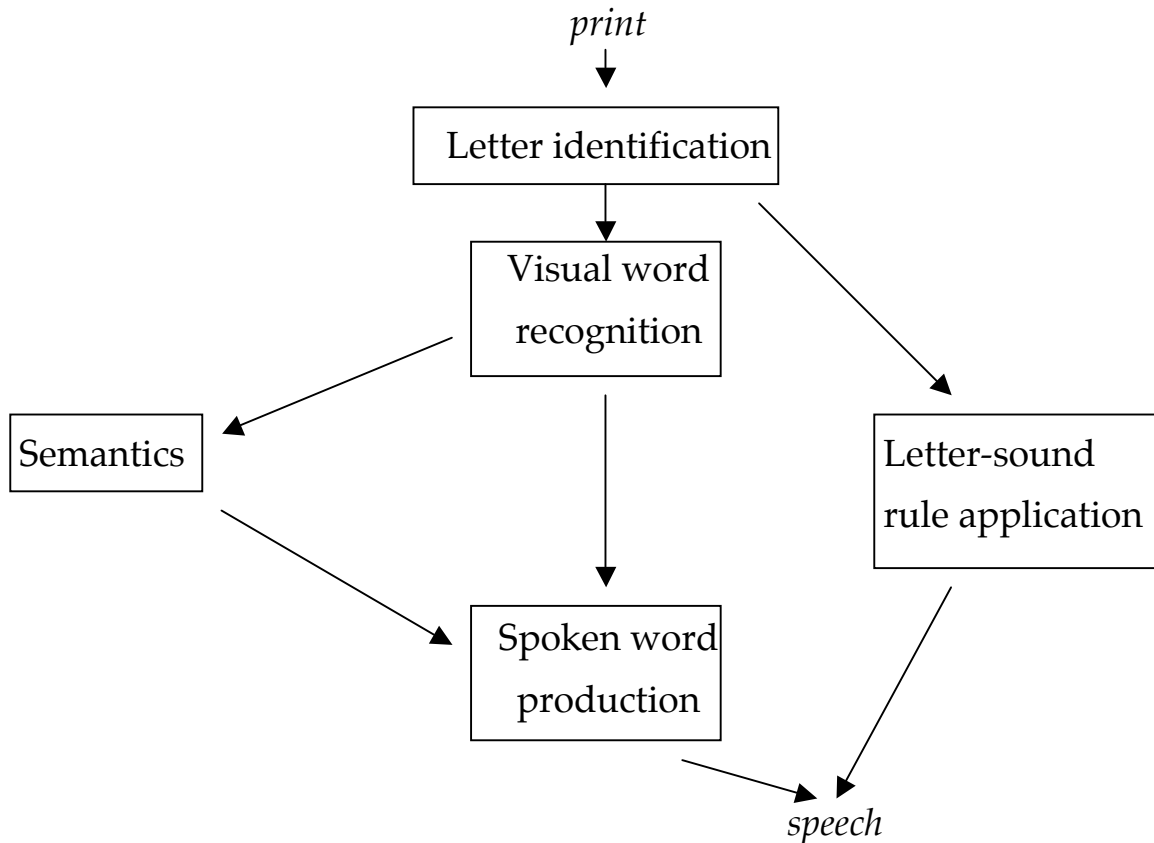 print
Letter identification
Visual word
recognition
Semantics
Letter-sound
rule application
Spoken word
production
speech